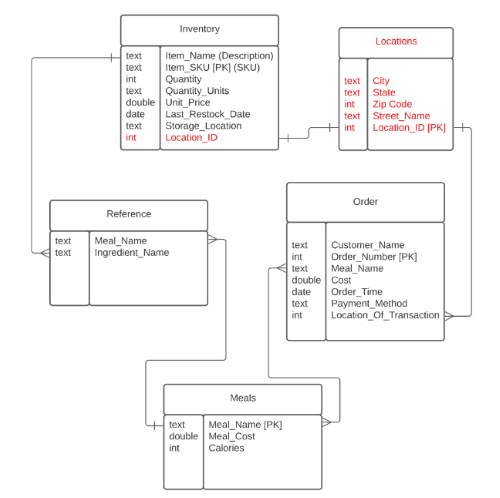 Inventory
text Item_Name (Description)
text Item_SKU [PK] (SKU)
int Quantity
text Quantity_Units
double Unit_Price
date Last_Restock_Date
text Storage_Location
int Location_ID
Locations
text City
text State
int Zip Code
text Street_Name
int Location_ID [PK]
Reference
text Meal_Name
text Ingredient_Name
Order
text Customer_Name
int Order_Number [PK]
text Meal_Name
double Cost
date Order_Time
text Payment_Method
int Location_Of_Transaction
Meals
text Meal_Name [PK]
double Meal_Cost
int Calories